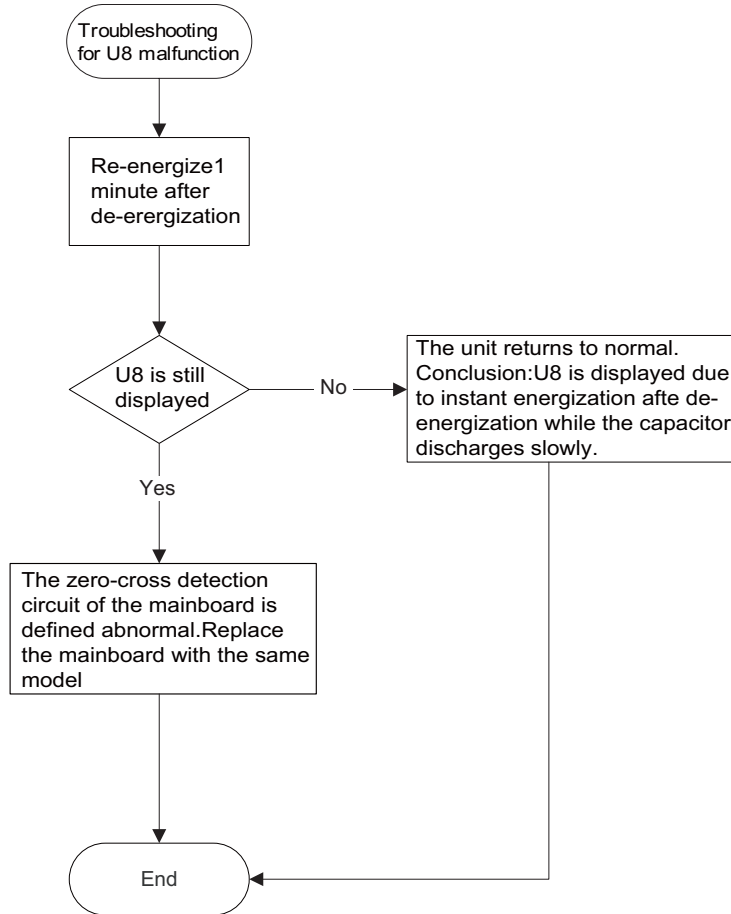 Troubleshooting
for U8 malfunction
Re-energize1
minute after
de-erergization
U8 is still
displayed
No
The unit returns to normal.
Conclusion:U8 is displayed due
to instant energization afte de-
energization while the capacitor
discharges slowly.
Yes
The zero-cross detection
circuit of the mainboard is
defined abnormal.Replace
the mainboard with the same
model
End